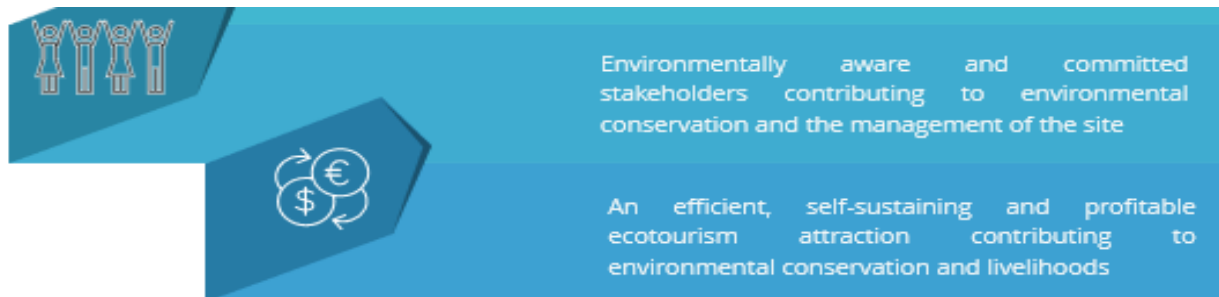 Environmentally aware and committed
stakeholders contributing to environmental
conservation and the management of the site
€
$
An efficient, self-sustaining and profitable
ecotourism attraction contributing to
environmental conservation and livelihoods